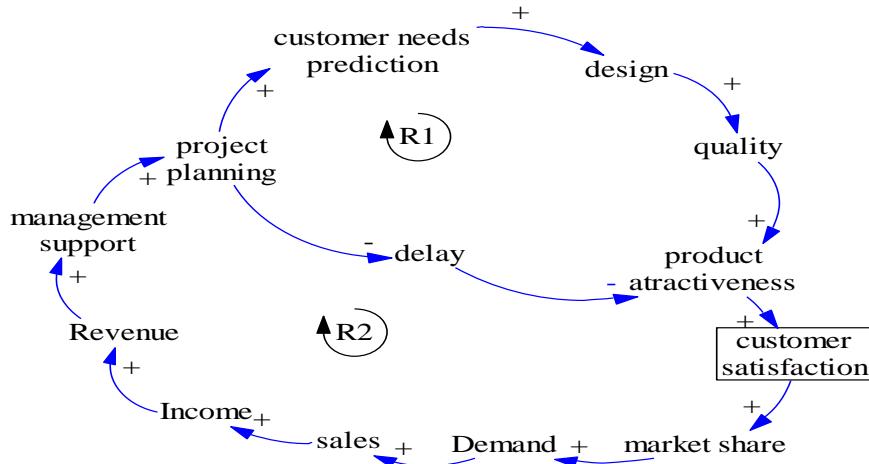 +
customer needs
prediction
design
+
+
R1
project
planning
quality
+
management
support
+
-
delay
product
atractiveness
-
+
Revenue
R2
+
customer
satisfaction
+
Income
+
sales
+
Demand
+
market share
+